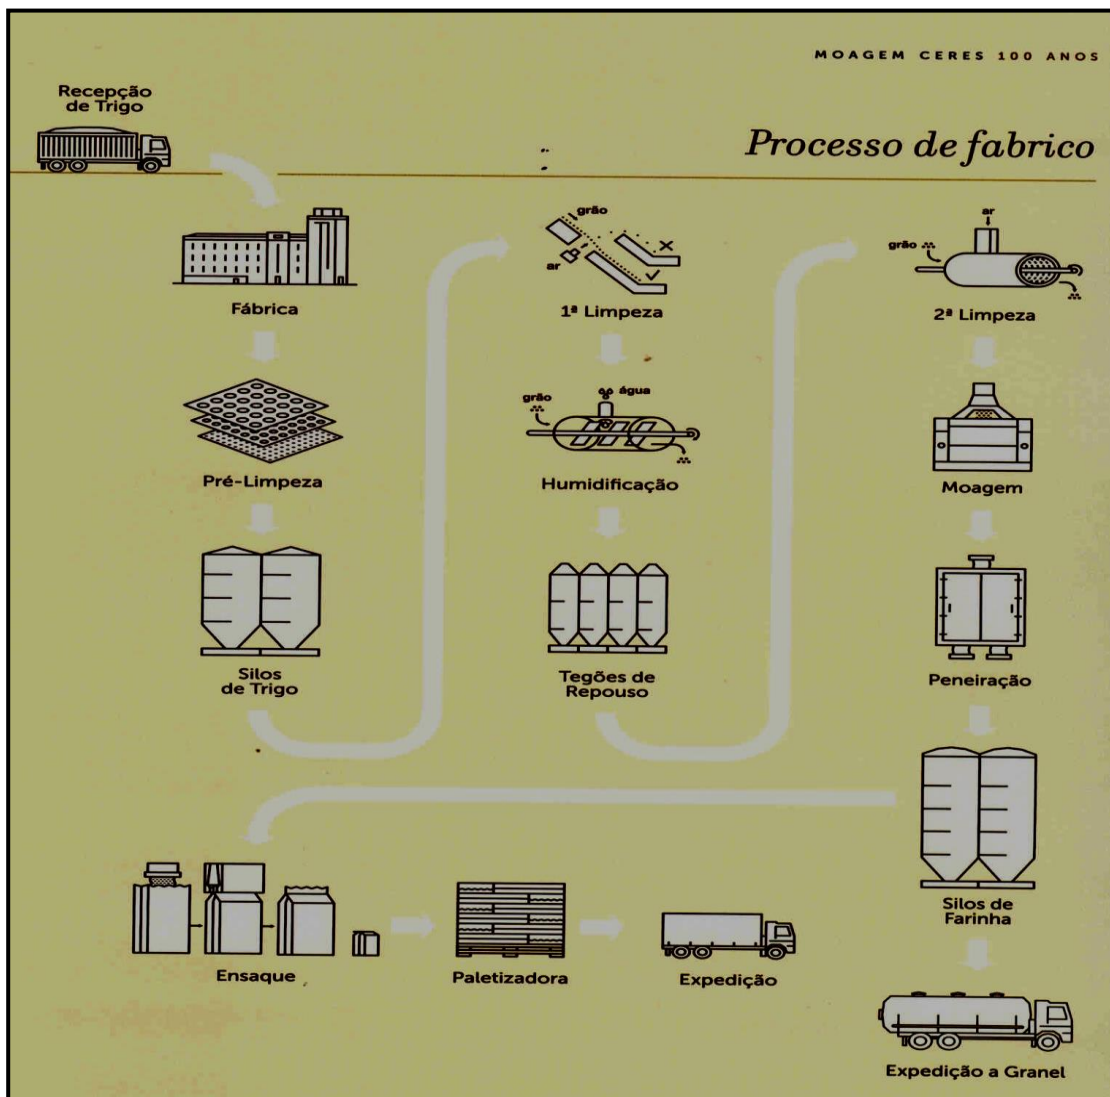 MOAGEM CERES 100 ANOS
Processo de fabrico
Recepção
de Trigo
Fábrica
Pré-Limpeza
Silos
de Trigo
grão
ar
1ª Limpeza
grão
água
Humidificação
Tegões de
Repouso
ar
grão
2ª Limpeza
Moagem
Peneiração
Silos de
Farinha
Ensaque
Paletizadora
Expedição
Expedição a Granel